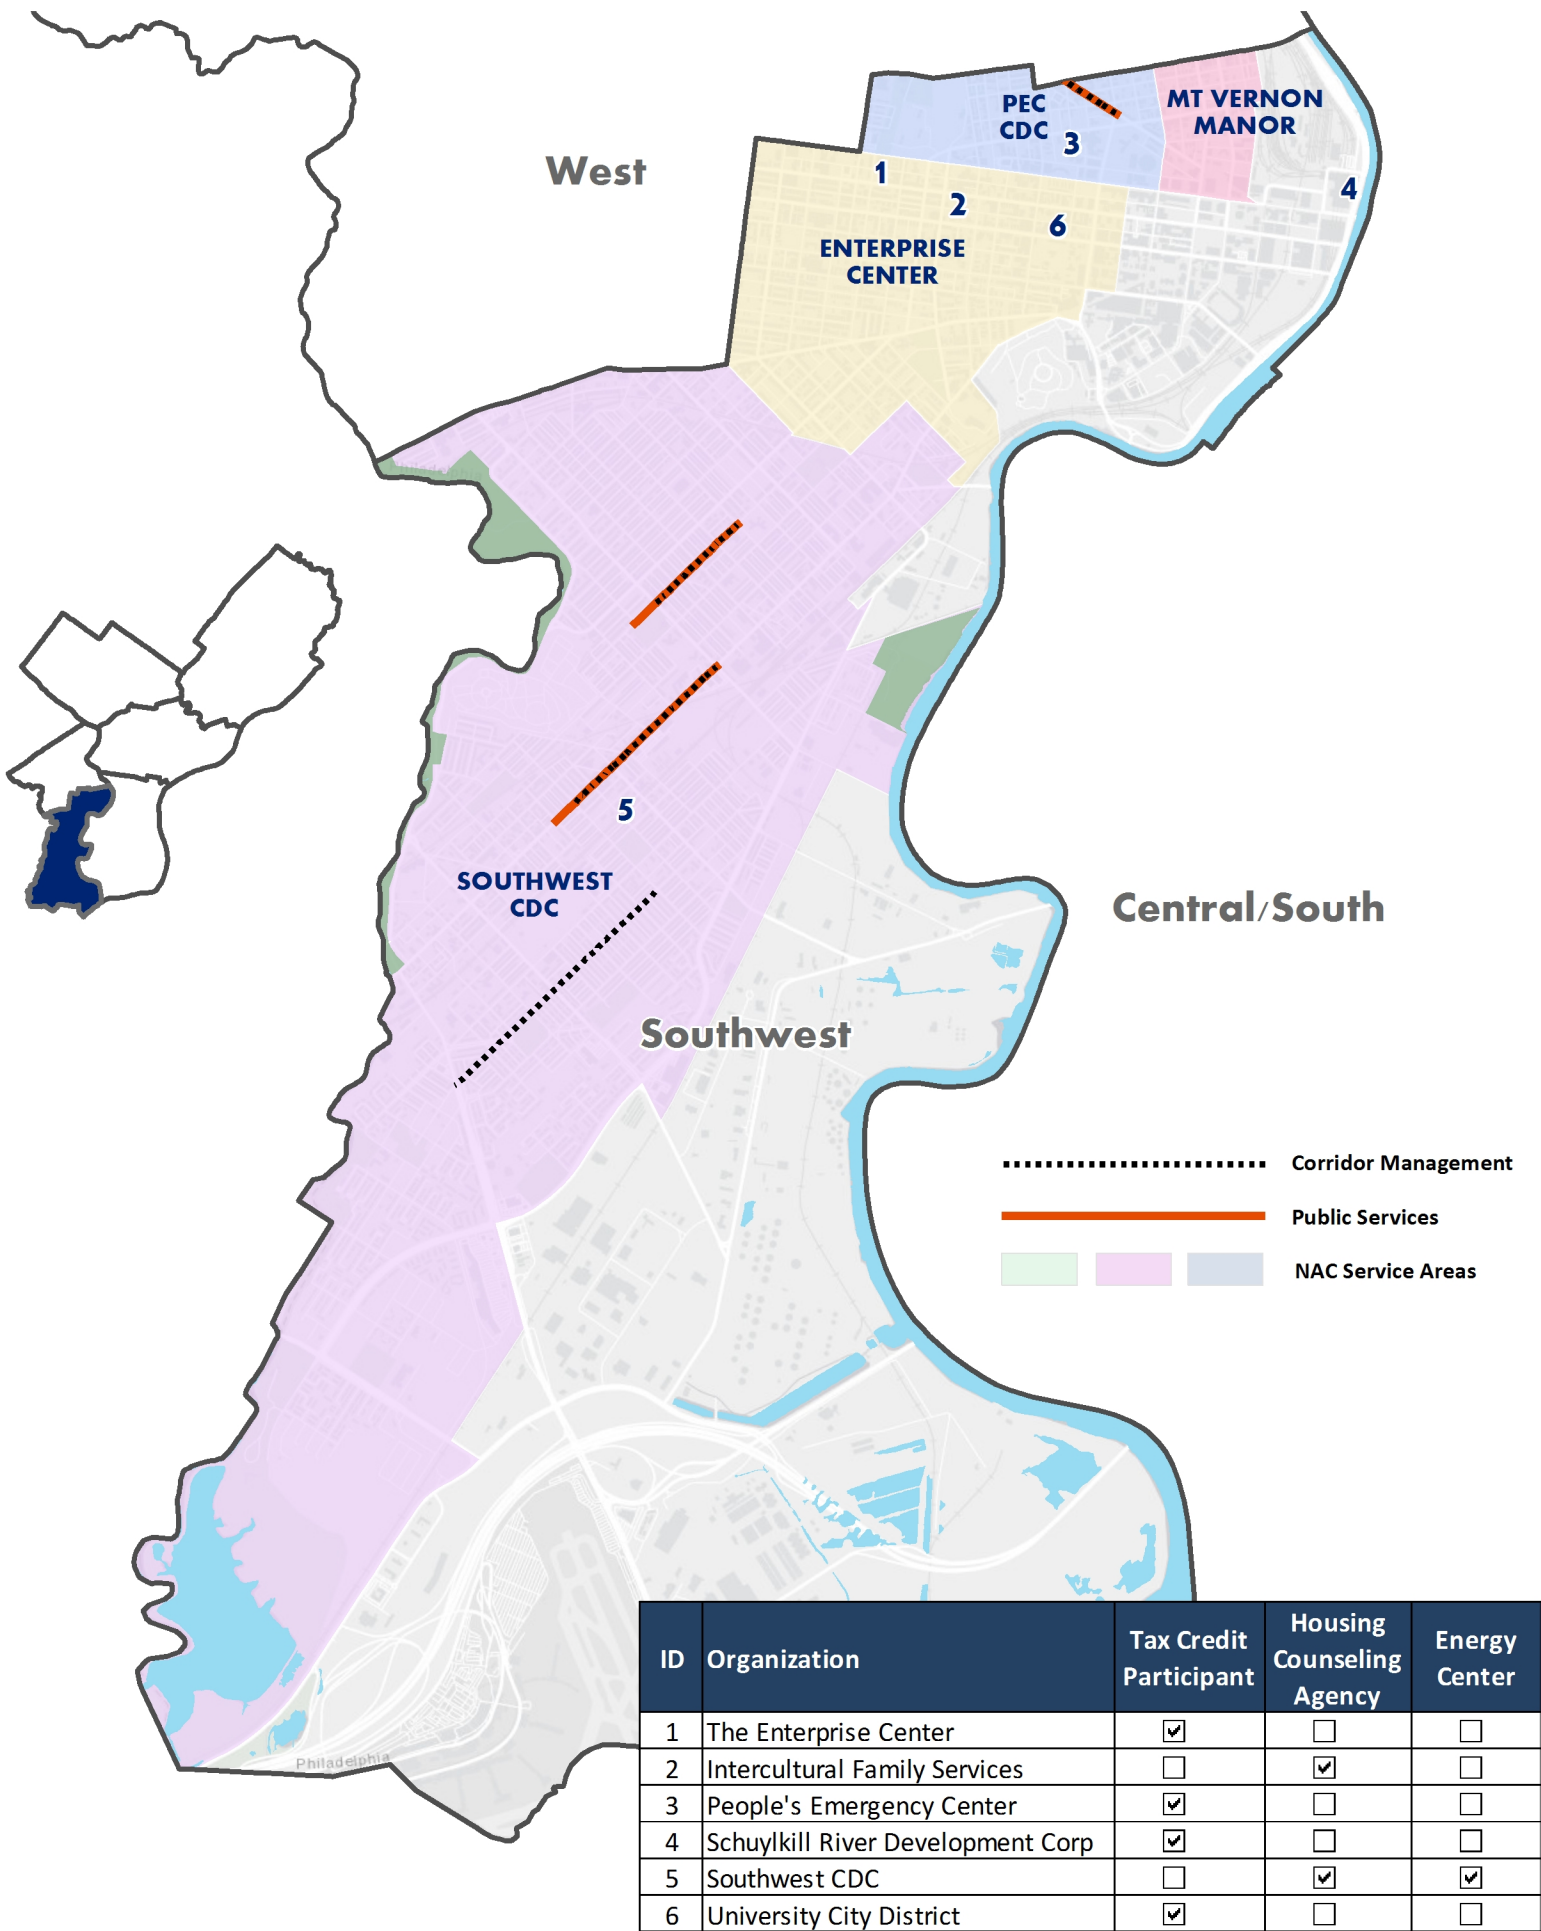 PEC
CDC
3
MT VERNON
MANOR
West
1
2
6
4
ENTERPRISE
CENTER
Philadelphia
5
SOUTHWEST
CDC
Central/South
Southwest
Corridor Management
Public Services
NAC Service Areas
Philadelphia
ID Organization Tax Credit Participant Housing Counseling Agency Energy Center
1 The Enterprise Center
2 Intercultural Family Services
3 People's Emergency Center
4 Schuylkill River Development Corp
5 Southwest CDC
6 University City District